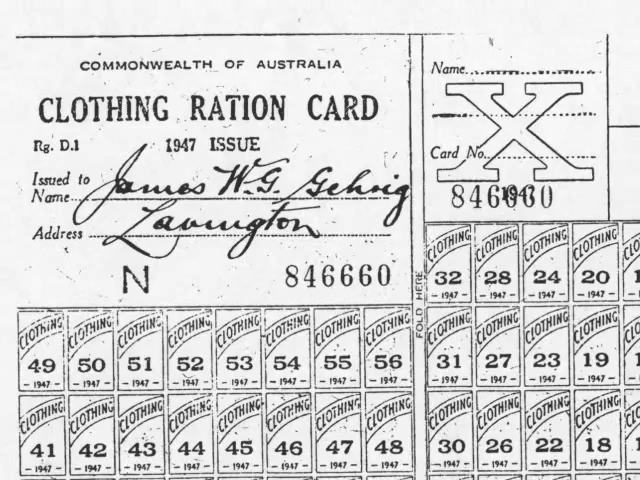 COMMONWEALTH OF AUSTRALIA
CLOTHING RATION CARD
Rg. D.1 1947 ISSUE
Issued to
Name James W. G. Gehrig
Address Lavington
N 846660
Name
Card No.
846660
1947
FOLD HERE
CLOTHING CLOTHING CLOTHING CLOTHING
32 28 24 20
-1947- -1947- -1947- -1947-
CLOTHING CLOTHING CLOTHING CLOTHING CLOTHING CLOTHING CLOTHING CLOTHING
49 50 51 52 53 54 55 56
-1947- -1947- -1947- -1947- -1947- -1947- -1947- -1947-
CLOTHING CLOTHING CLOTHING CLOTHING
31 27 23 19
-1947- -1947- -1947- -1947-
CLOTHING CLOTHING CLOTHING CLOTHING CLOTHING CLOTHING CLOTHING CLOTHING
41 42 43 44 45 46 47 48
-1947- -1947- -1947- -1947- -1947- -1947- -1947- -1947-
CLOTHING CLOTHING CLOTHING CLOTHING
30 26 22 18
-1947- -1947- -1947- -1947-